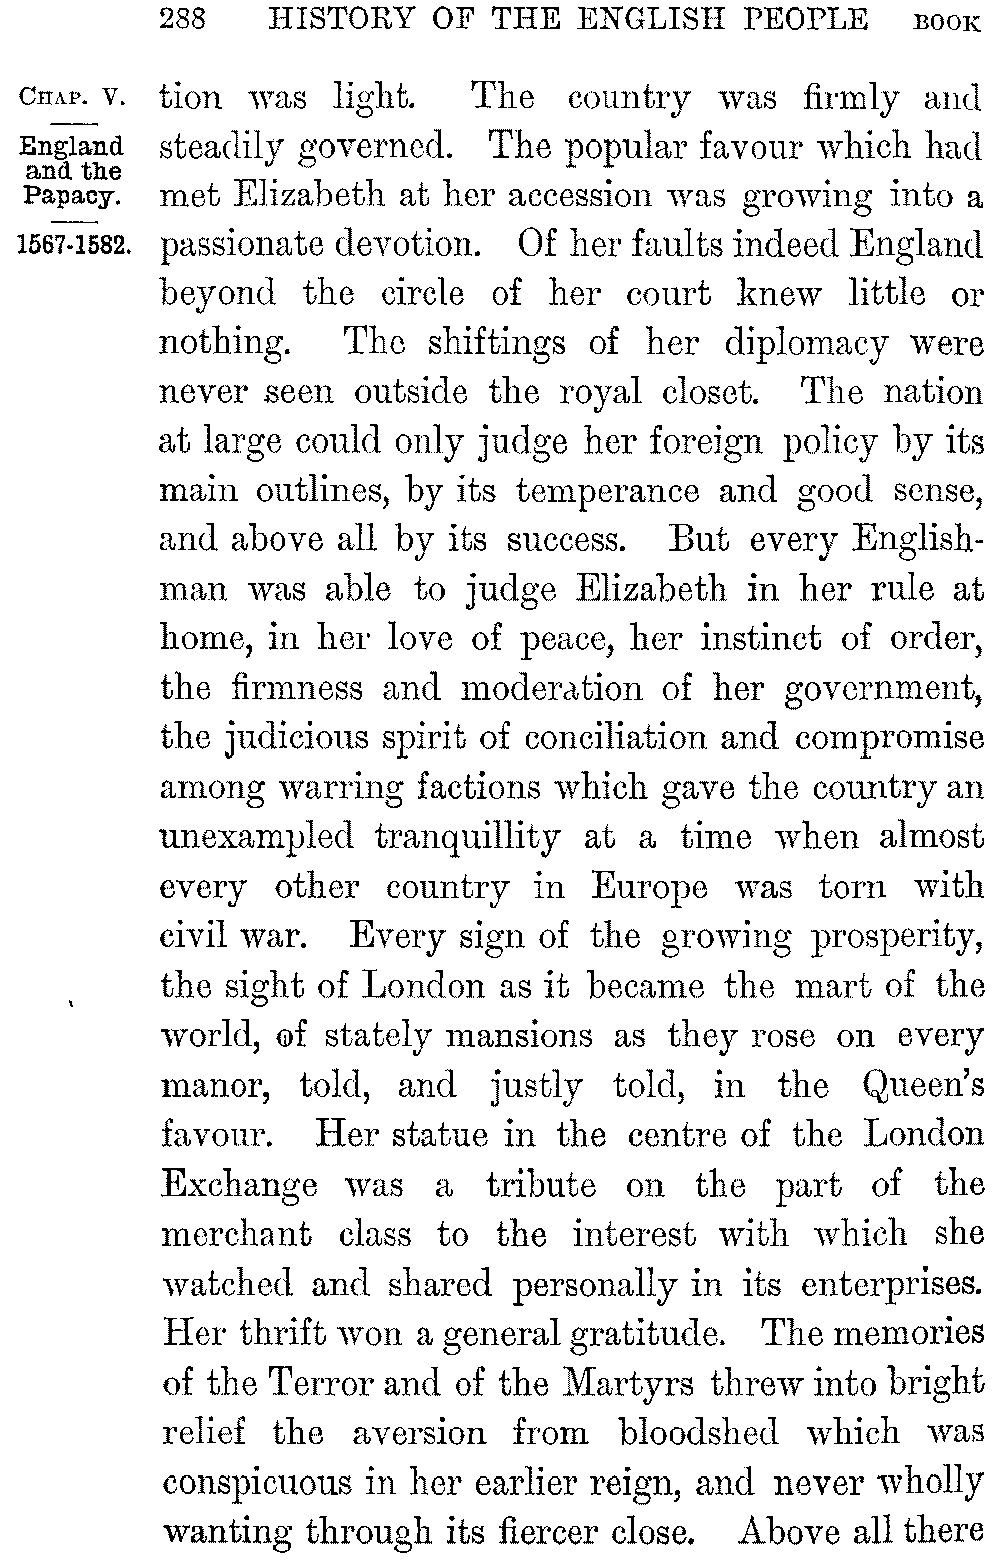 288 HISTORY OF THE ENGLISH PEOPLE BOOK
CHAP. V.
England
and the
Papacy.
1567-1582.
tion was light. The country was firmly and
steadily governed. The popular favour which had
met Elizabeth at her accession was growing into a
passionate devotion. Of her faults indeed England
beyond the circle of her court knew little or
nothing. The shiftings of her diplomacy were
never seen outside the royal closet. The nation
at large could only judge her foreign policy by its
main outlines, by its temperance and good sense,
and above all by its success. But every English-
man was able to judge Elizabeth in her rule at
home, in her love of peace, her instinct of order,
the firmness and moderation of her government,
the judicious spirit of conciliation and compromise
among warring factions which gave the country an
unexampled tranquillity at a time when almost
every other country in Europe was torn with
civil war. Every sign of the growing prosperity,
the sight of London as it became the mart of the
world, of stately mansions as they rose on every
manor, told, and justly told, in the Queen's
favour. Her statue in the centre of the London
Exchange was a tribute on the part of the
merchant class to the interest with which she
watched and shared personally in its enterprises.
Her thrift won a general gratitude. The memories
of the Terror and of the Martyrs threw into bright
relief the aversion from bloodshed which was
conspicuous in her earlier reign, and never wholly
wanting through its fiercer close. Above all there